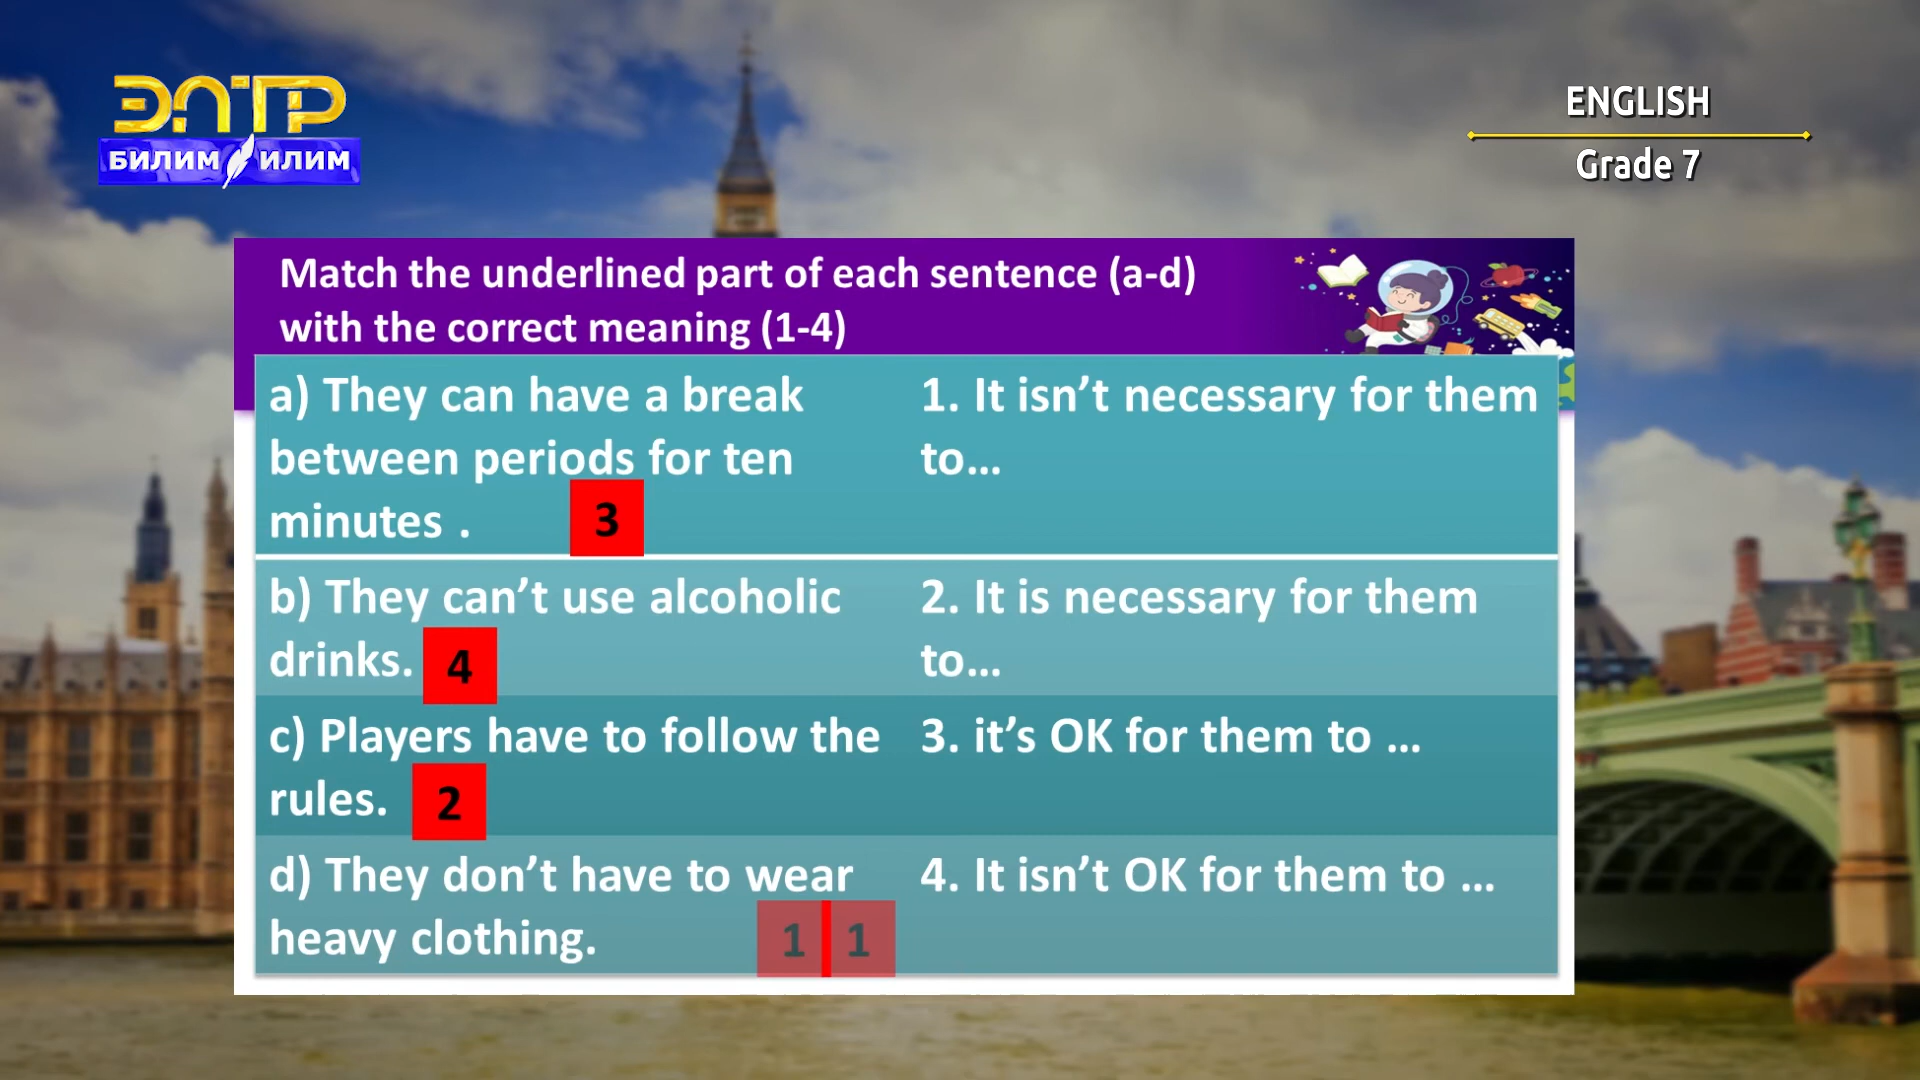 ЭЛТР
БИЛИМ ИЛИМ
ENGLISH
Grade 7
Match the underlined part of each sentence (a-d)
with the correct meaning (1-4)
a) They can have a break
between periods for ten
minutes .
3
1. It isn’t necessary for them
to...
b) They can’t use alcoholic
drinks.
4
2. It is necessary for them
to...
c) Players have to follow the
rules.
2
3. it’s OK for them to ...
d) They don’t have to wear
heavy clothing.
1 1
4. It isn’t OK for them to ...